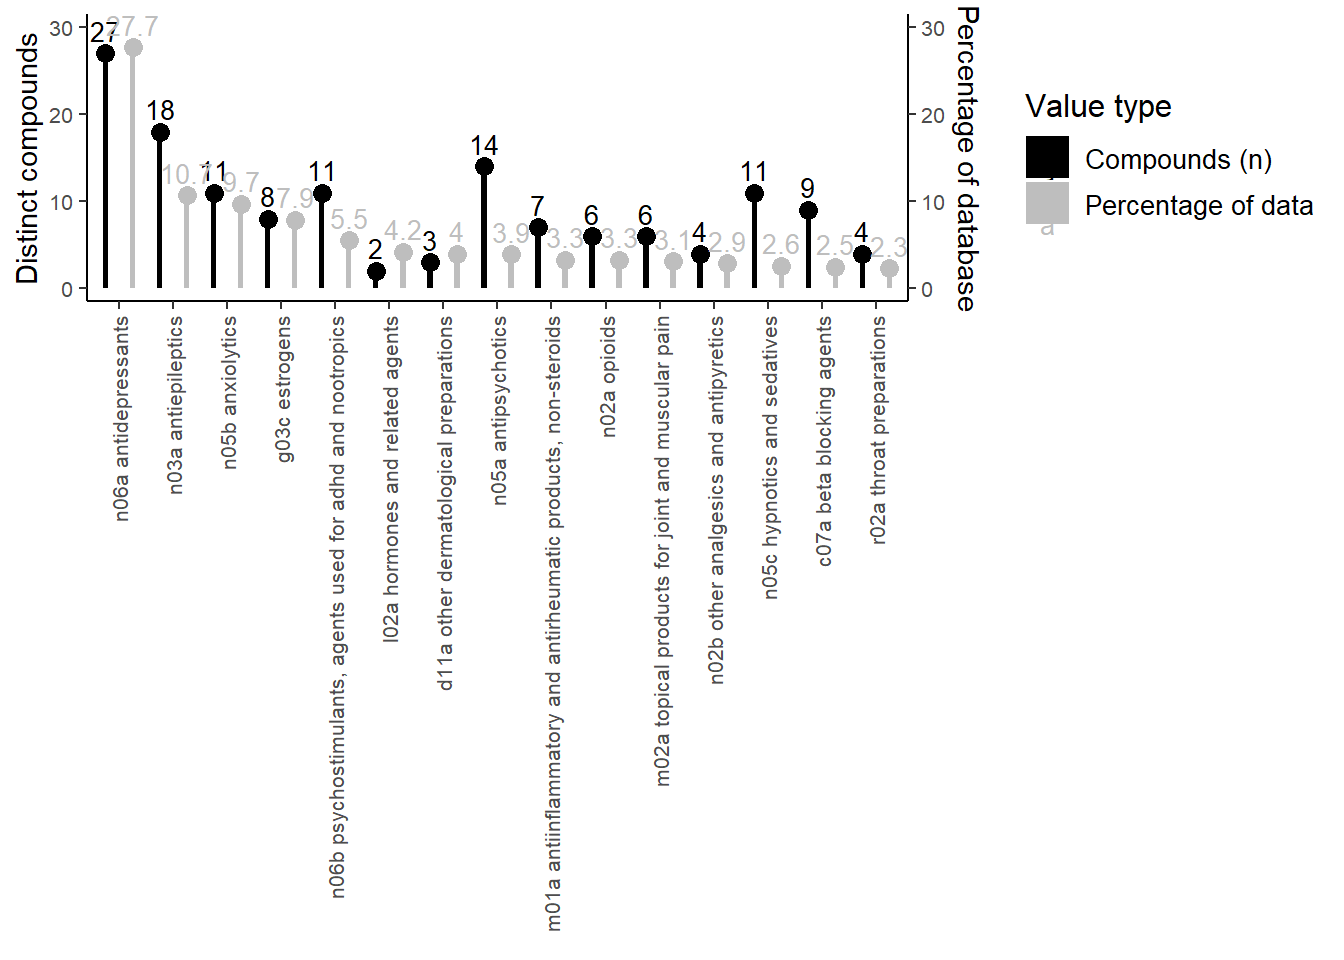 Distinct compounds
30
20
10
0
27
27.7
18
10.7
11
9.7
8
7.9
11
5.5
2
4.2
3
4
14
3.9
7
3.3
6
3.3
6
3.1
4
2.9
11
2.6
9
2.5
4
2.3
30
20
10
0
Percentage of database
n06a antidepressants
n03a antiepileptics
n05b anxiolytics
g03c estrogens
n06b psychostimulants, agents used for adhd and nootropics
l02a hormones and related agents
d11a other dermatological preparations
n05a antipsychotics
m01a antiinflammatory and antirheumatic products, non-steroids
n02a opioids
m02a topical products for joint and muscular pain
n02b other analgesics and antipyretics
n05c hypnotics and sedatives
c07a beta blocking agents
r02a throat preparations
Value type
Compounds (n)
Percentage of data
a